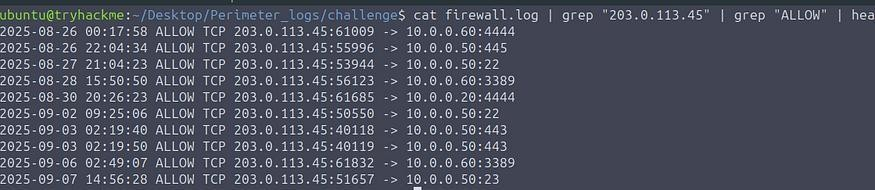 ubuntu@tryhackme:~/Desktop/Perimeter_logs/challenge$ cat firewall.log | grep "203.0.113.45" | grep "ALLOW" | hea
2025-08-26 00:17:58 ALLOW TCP 203.0.113.45:61009 -> 10.0.0.60:4444
2025-08-26 22:04:34 ALLOW TCP 203.0.113.45:55996 -> 10.0.0.50:445
2025-08-27 21:04:23 ALLOW TCP 203.0.113.45:53944 -> 10.0.0.50:22
2025-08-28 15:50:50 ALLOW TCP 203.0.113.45:56123 -> 10.0.0.60:3389
2025-08-30 20:26:23 ALLOW TCP 203.0.113.45:61685 -> 10.0.0.20:4444
2025-09-02 09:25:06 ALLOW TCP 203.0.113.45:50550 -> 10.0.0.50:22
2025-09-03 02:19:40 ALLOW TCP 203.0.113.45:40118 -> 10.0.0.50:443
2025-09-03 02:19:50 ALLOW TCP 203.0.113.45:40119 -> 10.0.0.50:443
2025-09-06 02:49:07 ALLOW TCP 203.0.113.45:61832 -> 10.0.0.60:3389
2025-09-07 14:56:28 ALLOW TCP 203.0.113.45:51657 -> 10.0.0.50:23